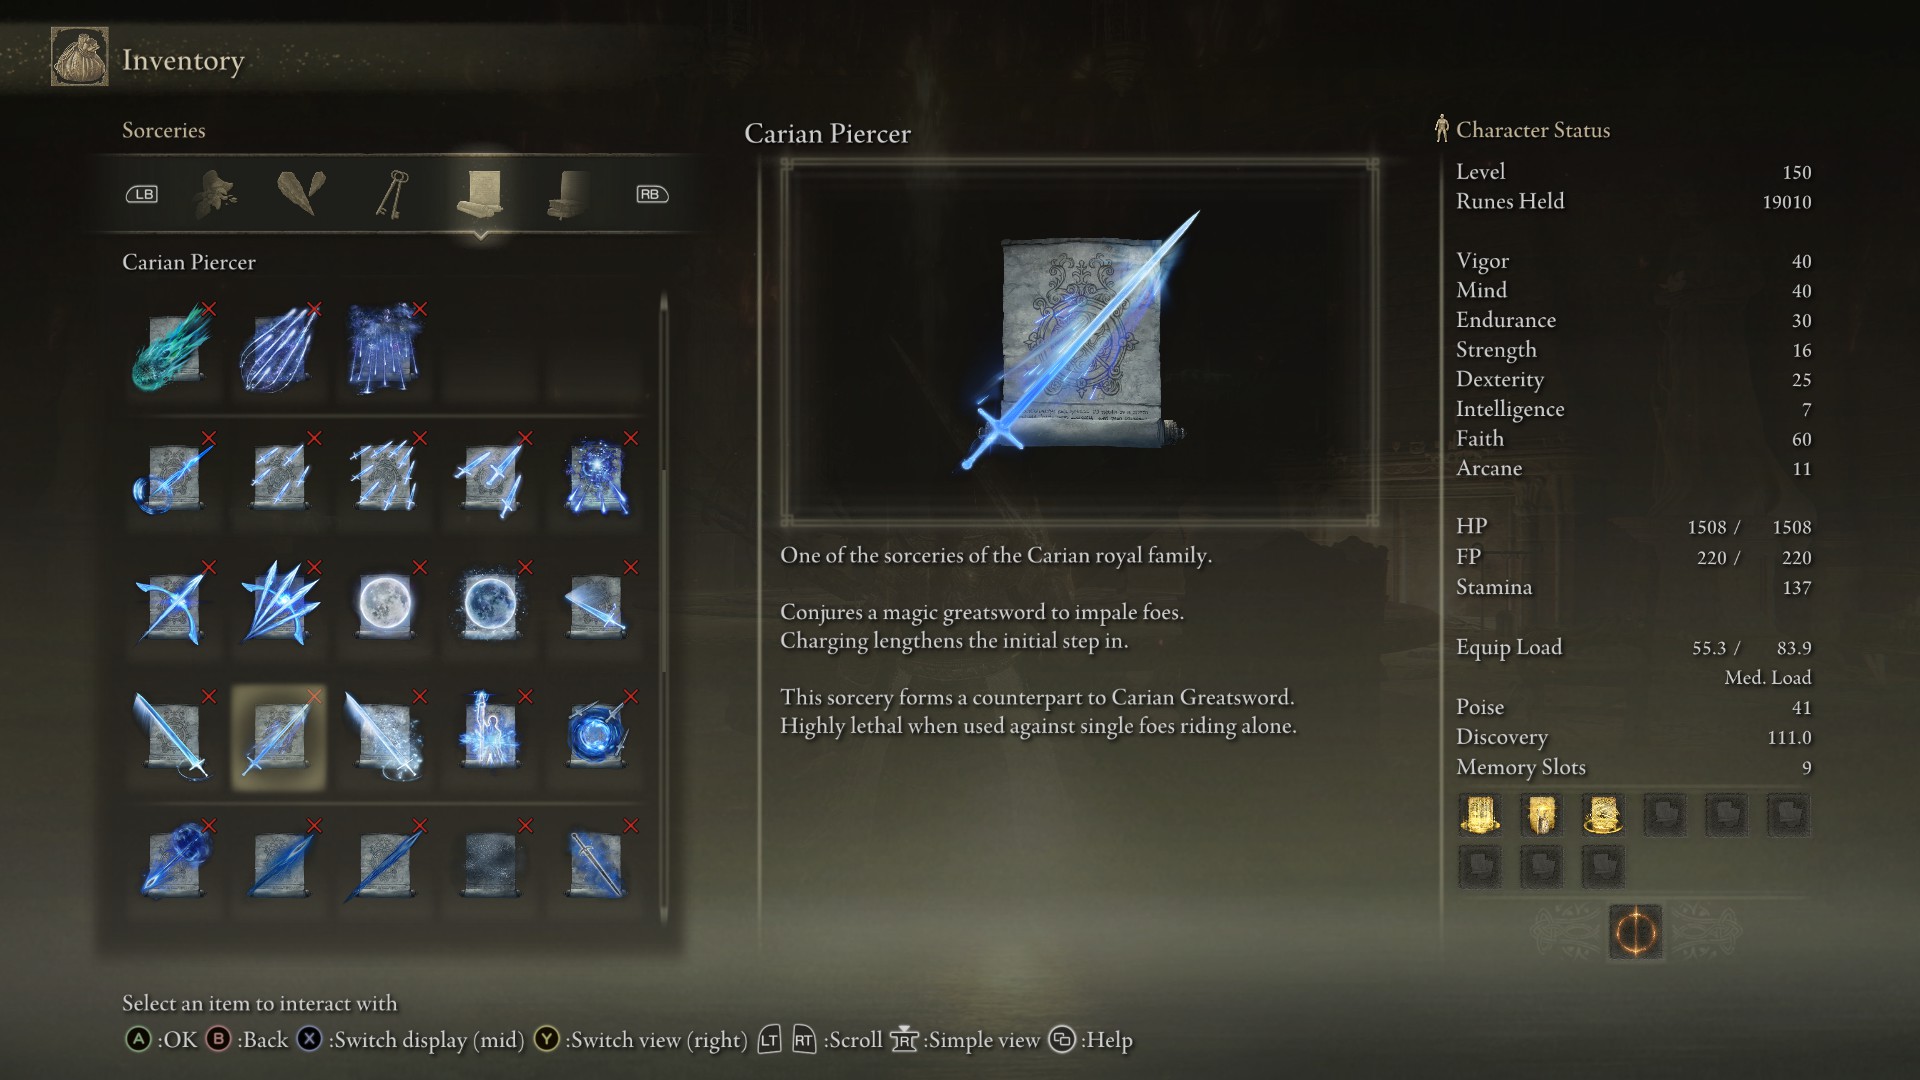 Inventory
Sorceries
LB
RB
Carian Piercer
Carian Piercer
One of the sorceries of the Carian royal family.
Conjures a magic greatsword to impale foes.
Charging lengthens the initial step in.
This sorcery forms a counterpart to Carian Greatsword.
Highly lethal when used against single foes riding alone.
Character Status
Level 150
Runes Held 19010
Vigor 40
Mind 40
Endurance 30
Strength 16
Dexterity 25
Intelligence 7
Faith 60
Arcane 11
HP 1508 / 1508
FP 220 / 220
Stamina 137
Equip Load 55.3 / 83.9
Med. Load
Poise 41
Discovery 111.0
Memory Slots 9
Select an item to interact with
A :OK B :Back X :Switch display (mid) Y :Switch view (right) LT RT :Scroll R :Simple view :Help